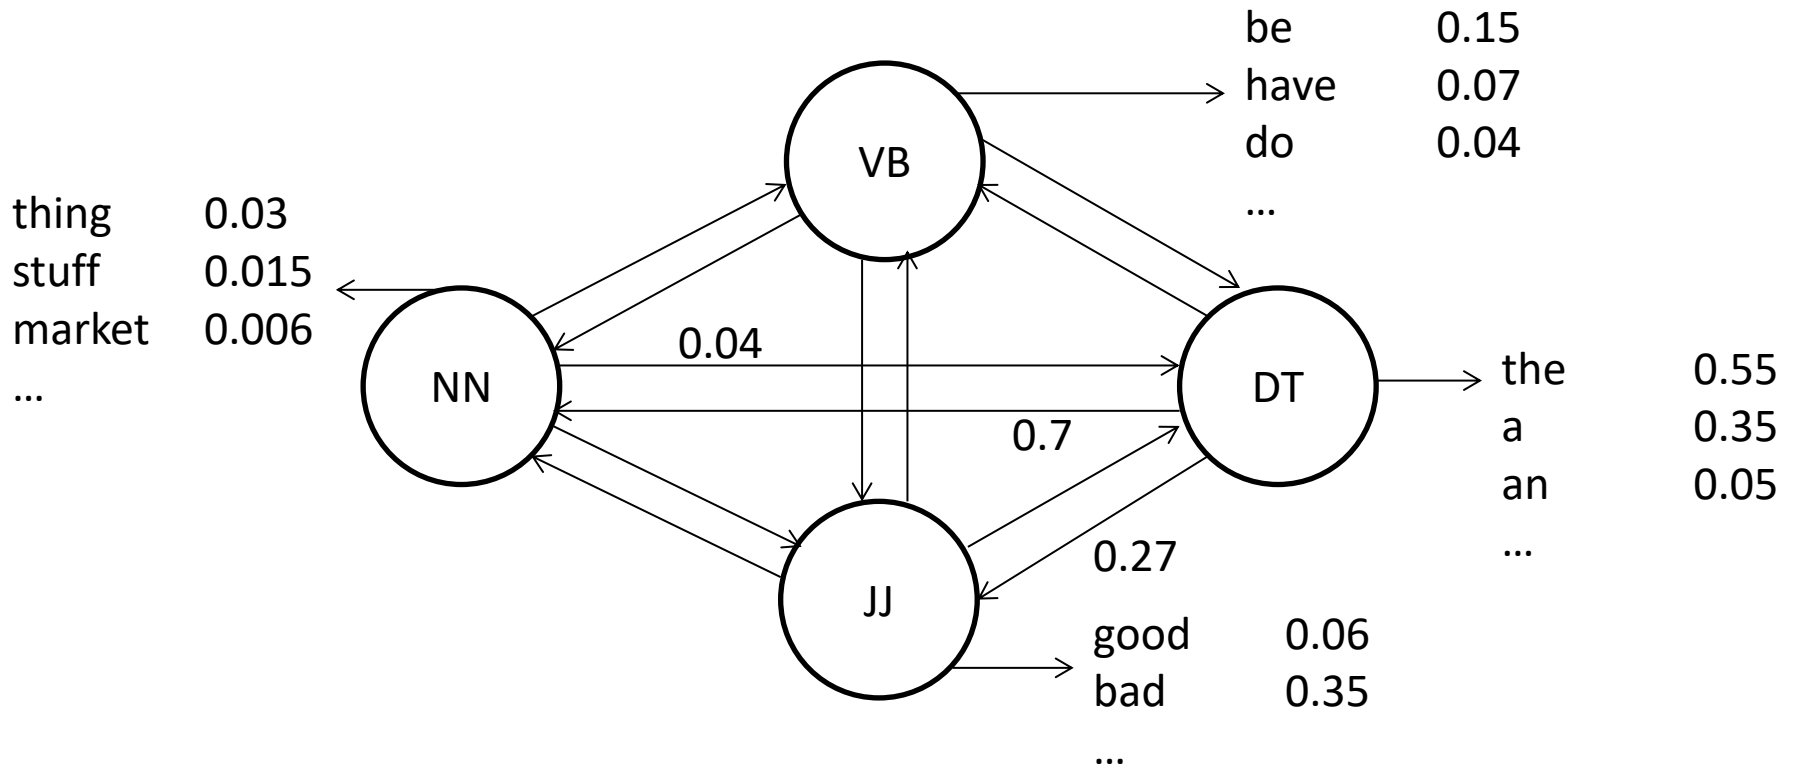 be 0.15
have 0.07
do 0.04
…
VB
thing 0.03
stuff 0.015
market 0.006
…
NN
0.04
0.7
DT
the 0.55
a 0.35
an 0.05
…
0.27
JJ
good 0.06
bad 0.35
…